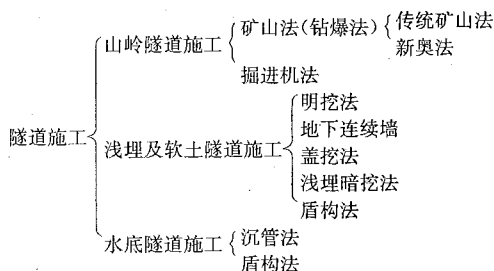 隧道施工
山岭隧道施工
矿山法(钻爆法)
传统矿山法
新奥法
掘进机法
浅埋及软土隧道施工
明挖法
地下连续墙
盖挖法
浅埋暗挖法
盾构法
水底隧道施工
沉管法
盾构法